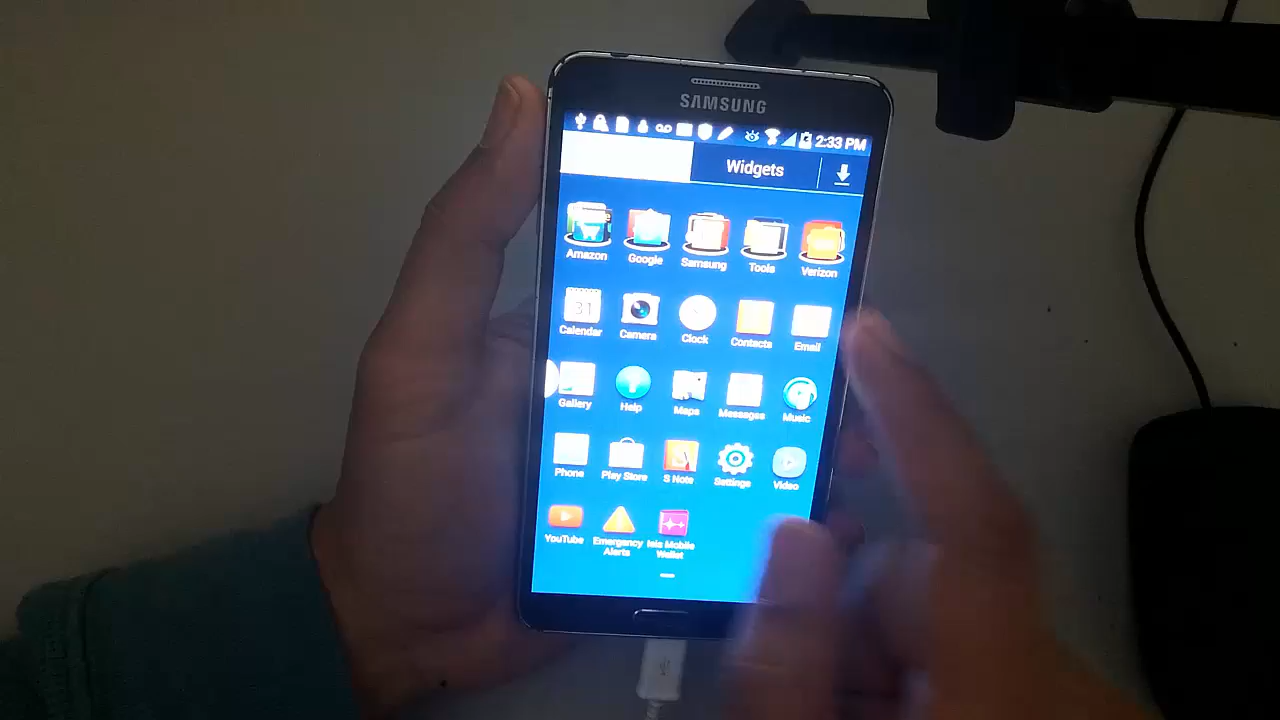 SAMSUNG
2:33 PM
Widgets
Amazon
Google
Samsung
Tools
Verizon
31
Calendar
Camera
Clock
Contacts
Email
Gallery
Help
Maps
Messages
Music
Phone
Play Store
S Note
Settings
Video
YouTube
Emergency
Alerts
Isis Mobile
Wallet